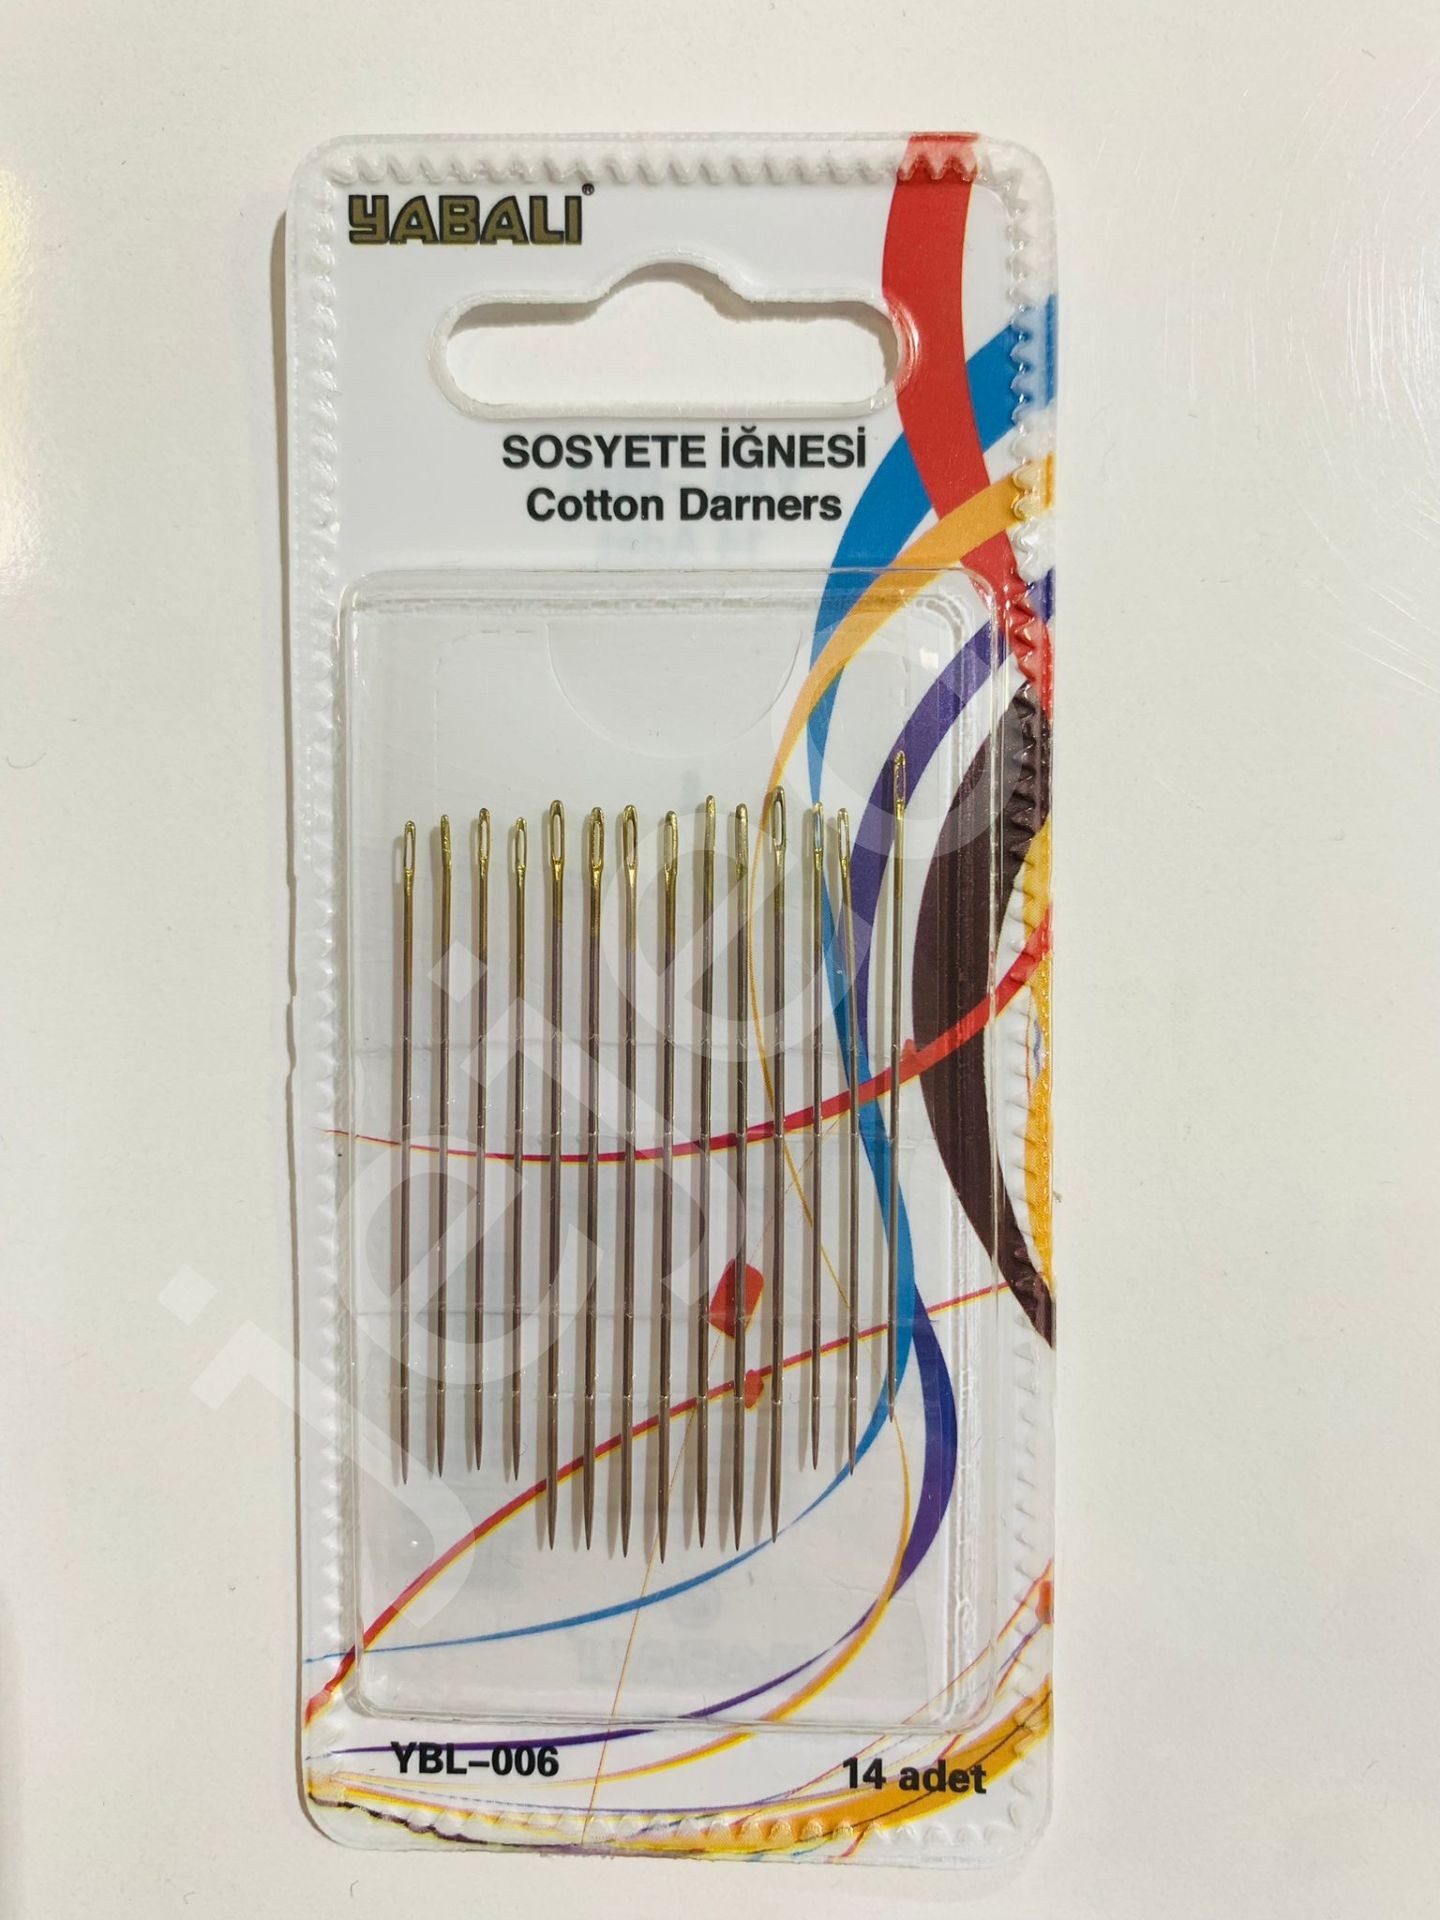 YABALI®
SOSYETE İĞNESİ
Cotton Darners
YBL-006
14 adet